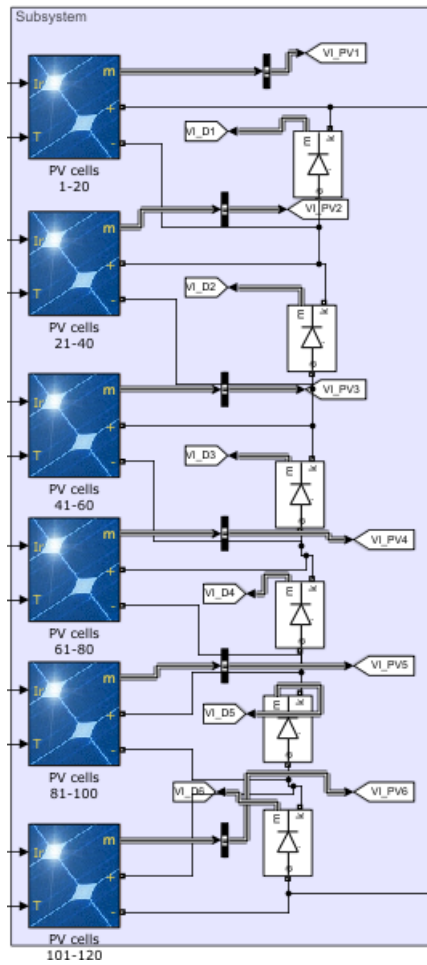 Subsystem
Ir
m
VI_PV1
+
T
-
VI_D1
m
k
a
PV cells
1-20
Ir
m
VI_PV2
+
T
-
VI_D2
m
k
PV cells
21-40
Ir
m
VI_PV3
+
T
-
VI_D3
m
k
PV cells
41-60
Ir
m
VI_PV4
+
T
-
VI_D4
m
k
PV cells
61-80
Ir
m
VI_PV5
+
T
-
VI_D5
m
k
PV cells
81-100
VI_D6
VI_PV6
Ir
m
+
T
-
m
k
PV cells
101-120